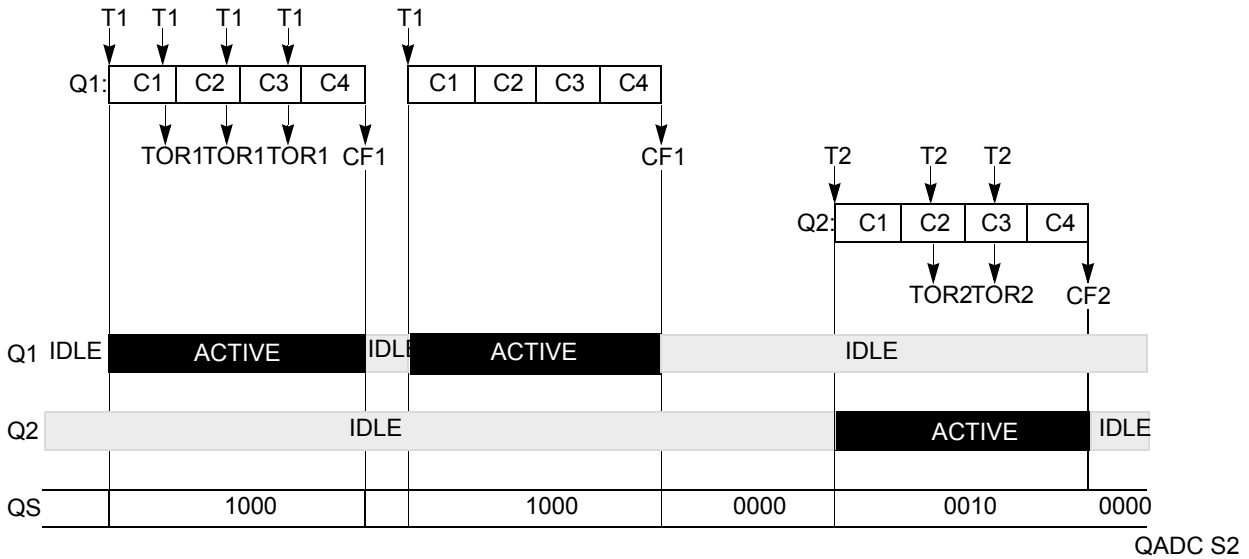 T1 T1 T1 T1 T1
Q1: C1 C2 C3 C4 C1 C2 C3 C4
TOR1TOR1TOR1 CF1 CF1 T2 T2 T2
Q2: C1 C2 C3 C4
TOR2TOR2 CF2
Q1 IDLE ACTIVE IDLE ACTIVE IDLE
Q2 IDLE ACTIVE IDLE
QS 1000 1000 0000 0010 0000
QADC S2